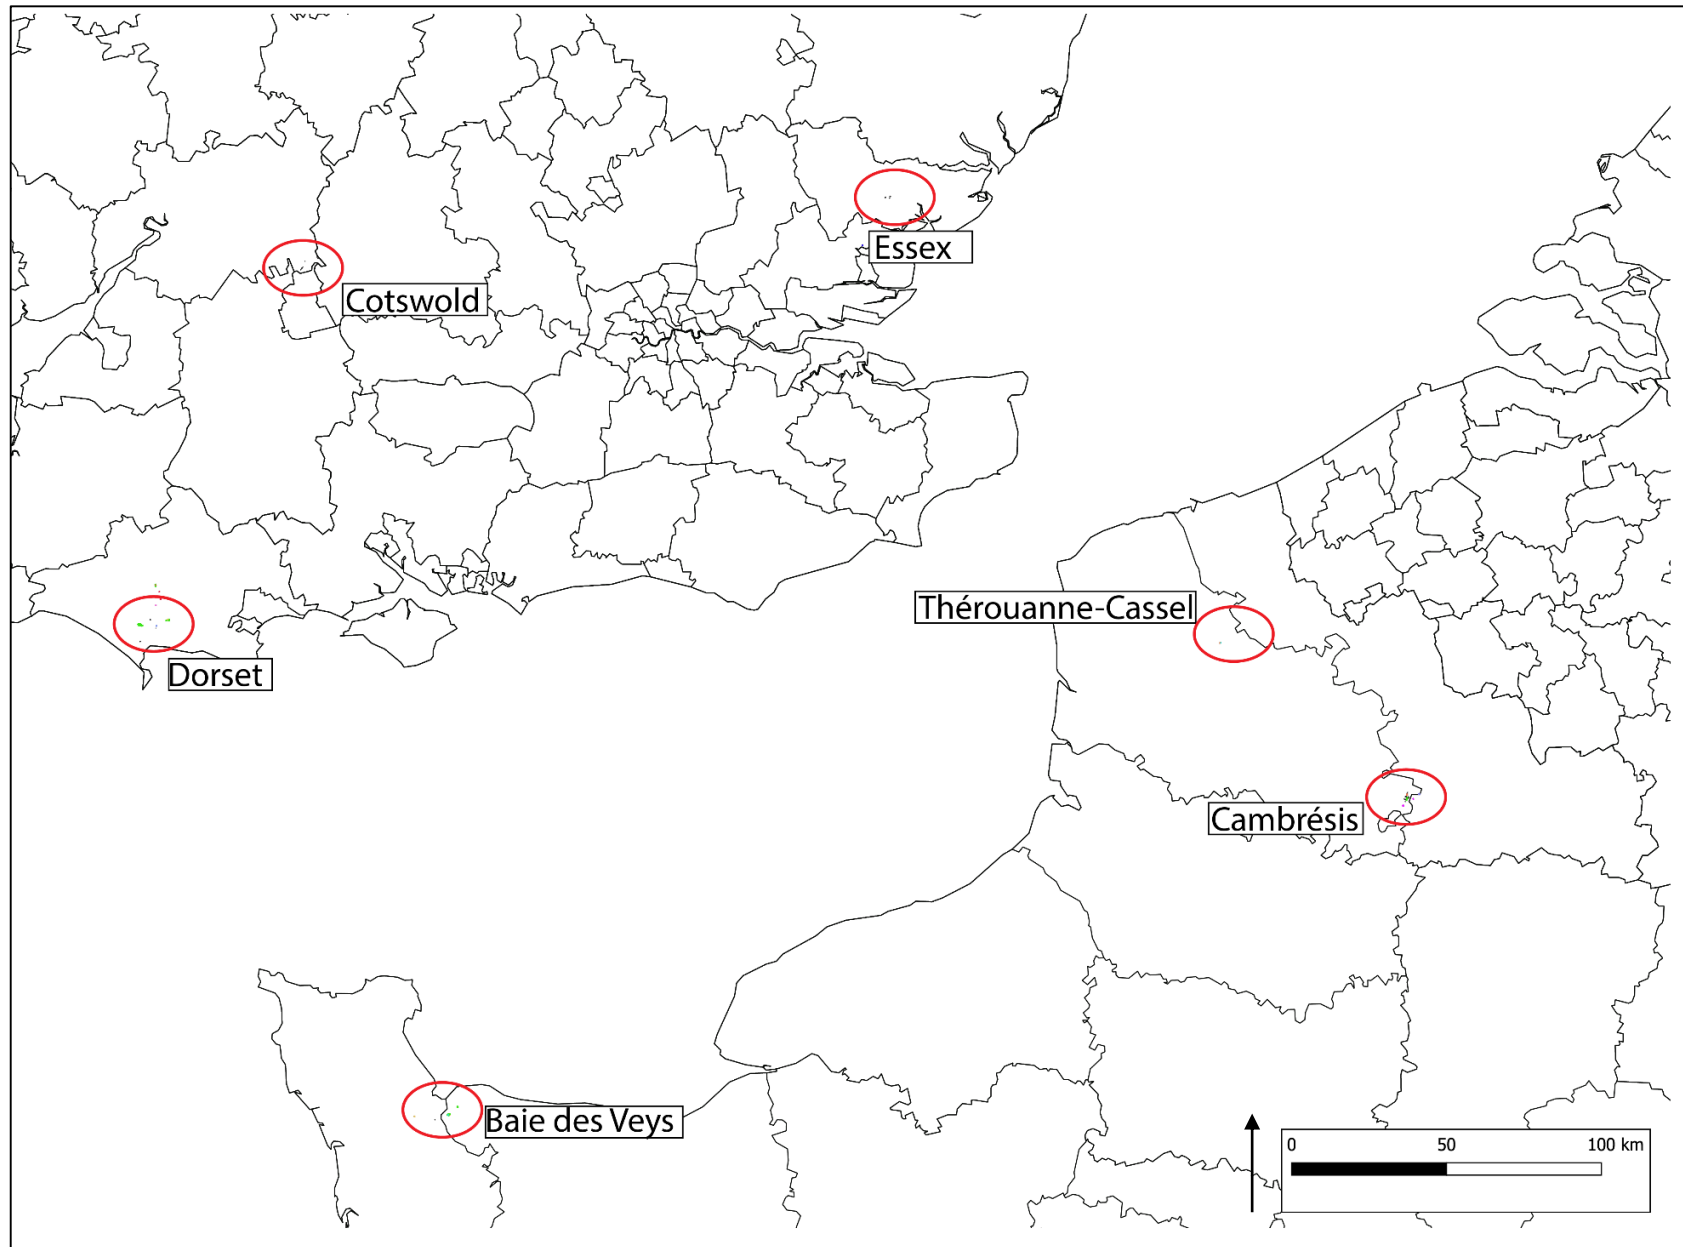 Essex
Cotswold
Thérouanne-Cassel
Dorset
Cambrésis
Baie des Veys
0 50 100 km